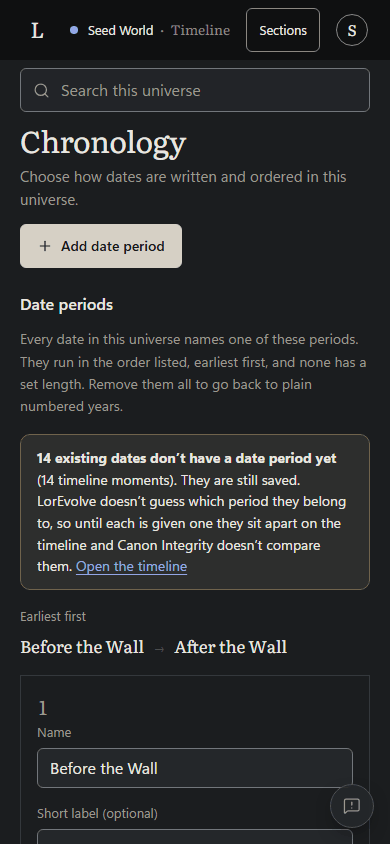 L
Seed World · Timeline
Sections
S
Search this universe
Chronology
Choose how dates are written and ordered in this
universe.
+ Add date period
Date periods
Every date in this universe names one of these periods.
They run in the order listed, earliest first, and none has a
set length. Remove them all to go back to plain
numbered years.
14 existing dates don’t have a date period yet
(14 timeline moments). They are still saved.
LorEvolve doesn’t guess which period they belong
to, so until each is given one they sit apart on the
timeline and Canon Integrity doesn’t compare
them. Open the timeline
Earliest first
Before the Wall → After the Wall
1
Name
Before the Wall
Short label (optional)